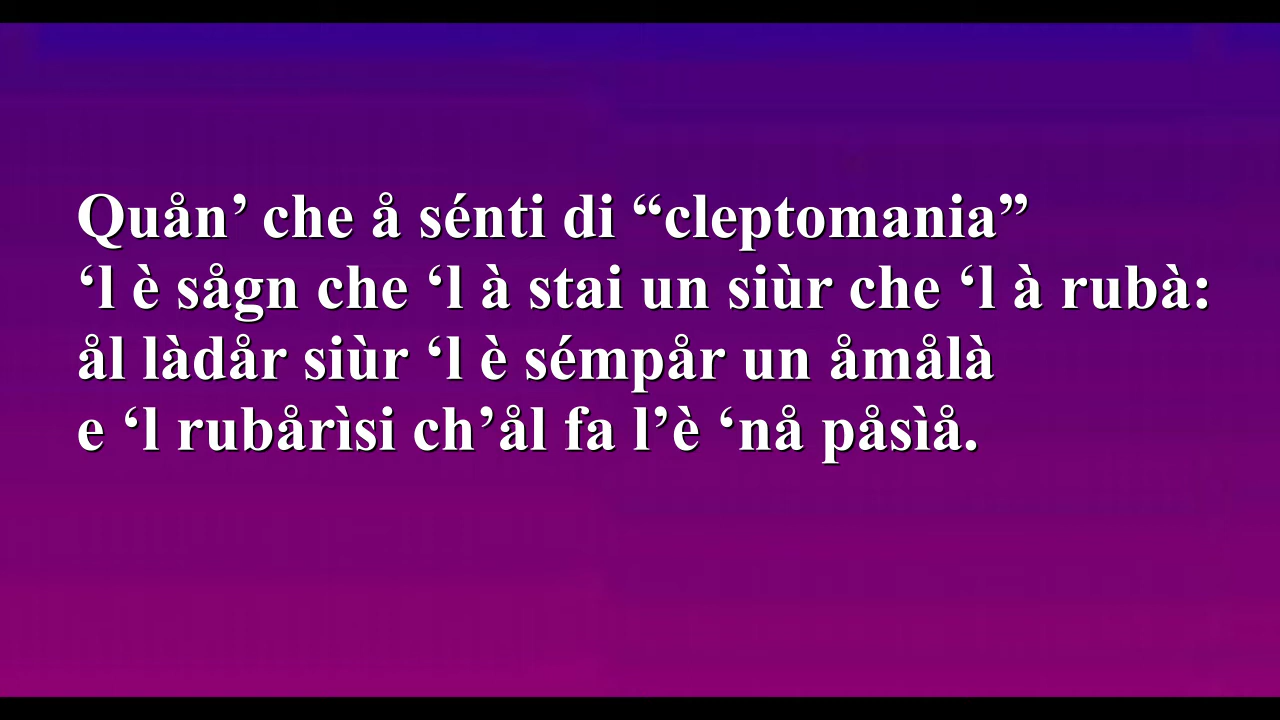 Quån’ che å sénti di “cleptomania”
‘l è sågn che ‘l à stai un siùr che ‘l à rubà:
ål làdår siùr ‘l è sémpår un åmålà
e ‘l rubårìsi ch’ål fa l’è ‘nå påsìå.